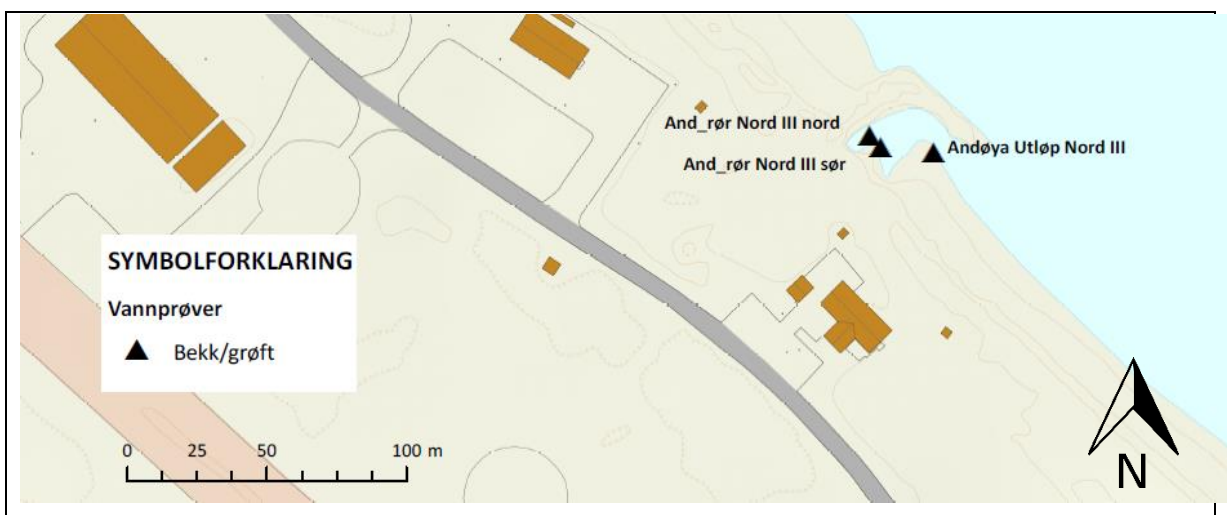 And_rør Nord III nord
Andøya Utløp Nord III
And_rør Nord III sør
SYMBOLFORKLARING
Vannprøver
Bekk/grøft
0 25 50 100 m
N